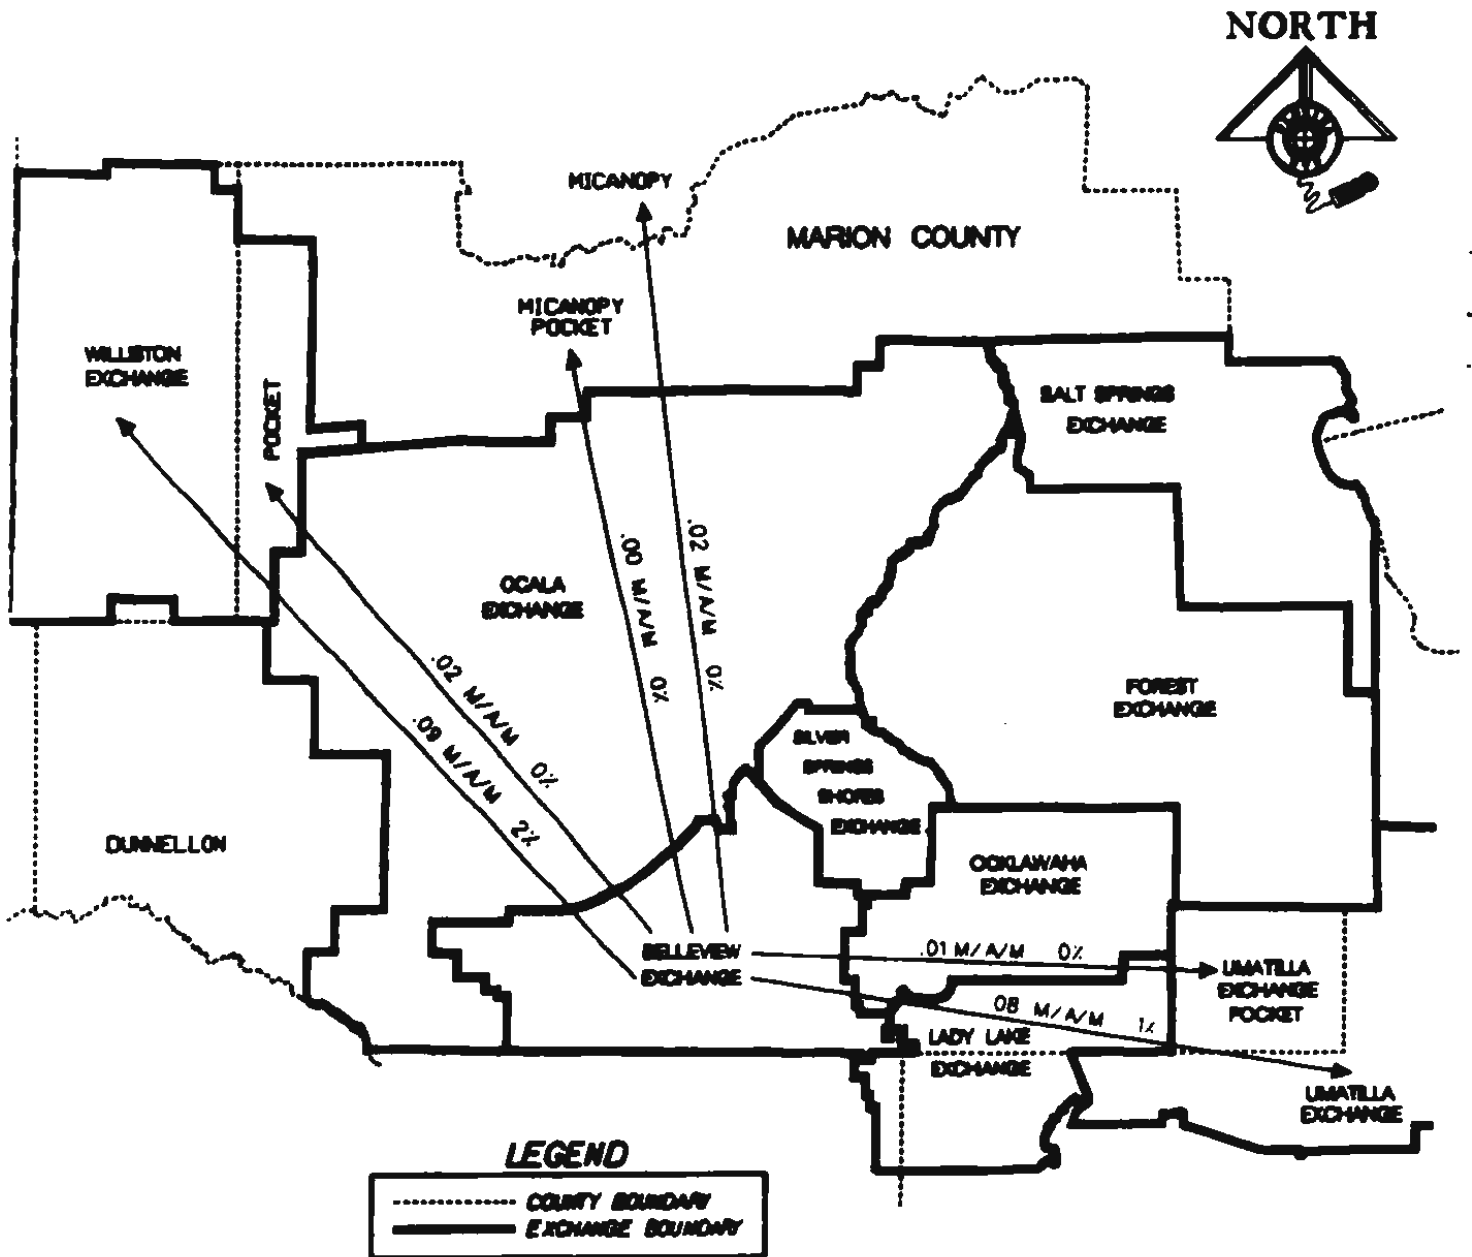 NORTH
MICANOPY
MARION COUNTY
MICANOPY
POCKET
WILLISTON
EXCHANGE
POCKET
SALT SPRINGS
EXCHANGE
.02 M/A/M 0%
.00 M/A/M 0%
OCALA
EXCHANGE
.02 M/A/M 0%
.09 M/A/M 2%
FOREST
EXCHANGE
SILVER
SPRINGS
SHORES
EXCHANGE
DUNNELLON
OCKLAWAHA
EXCHANGE
BELLEVIEW
EXCHANGE
.01 M/A/M 0%
UMATILLA
EXCHANGE
POCKET
.08 M/A/M 1%
LADY LAKE
EXCHANGE
UMATILLA
EXCHANGE
LEGEND
COUNTY BOUNDARY
EXCHANGE BOUNDARY